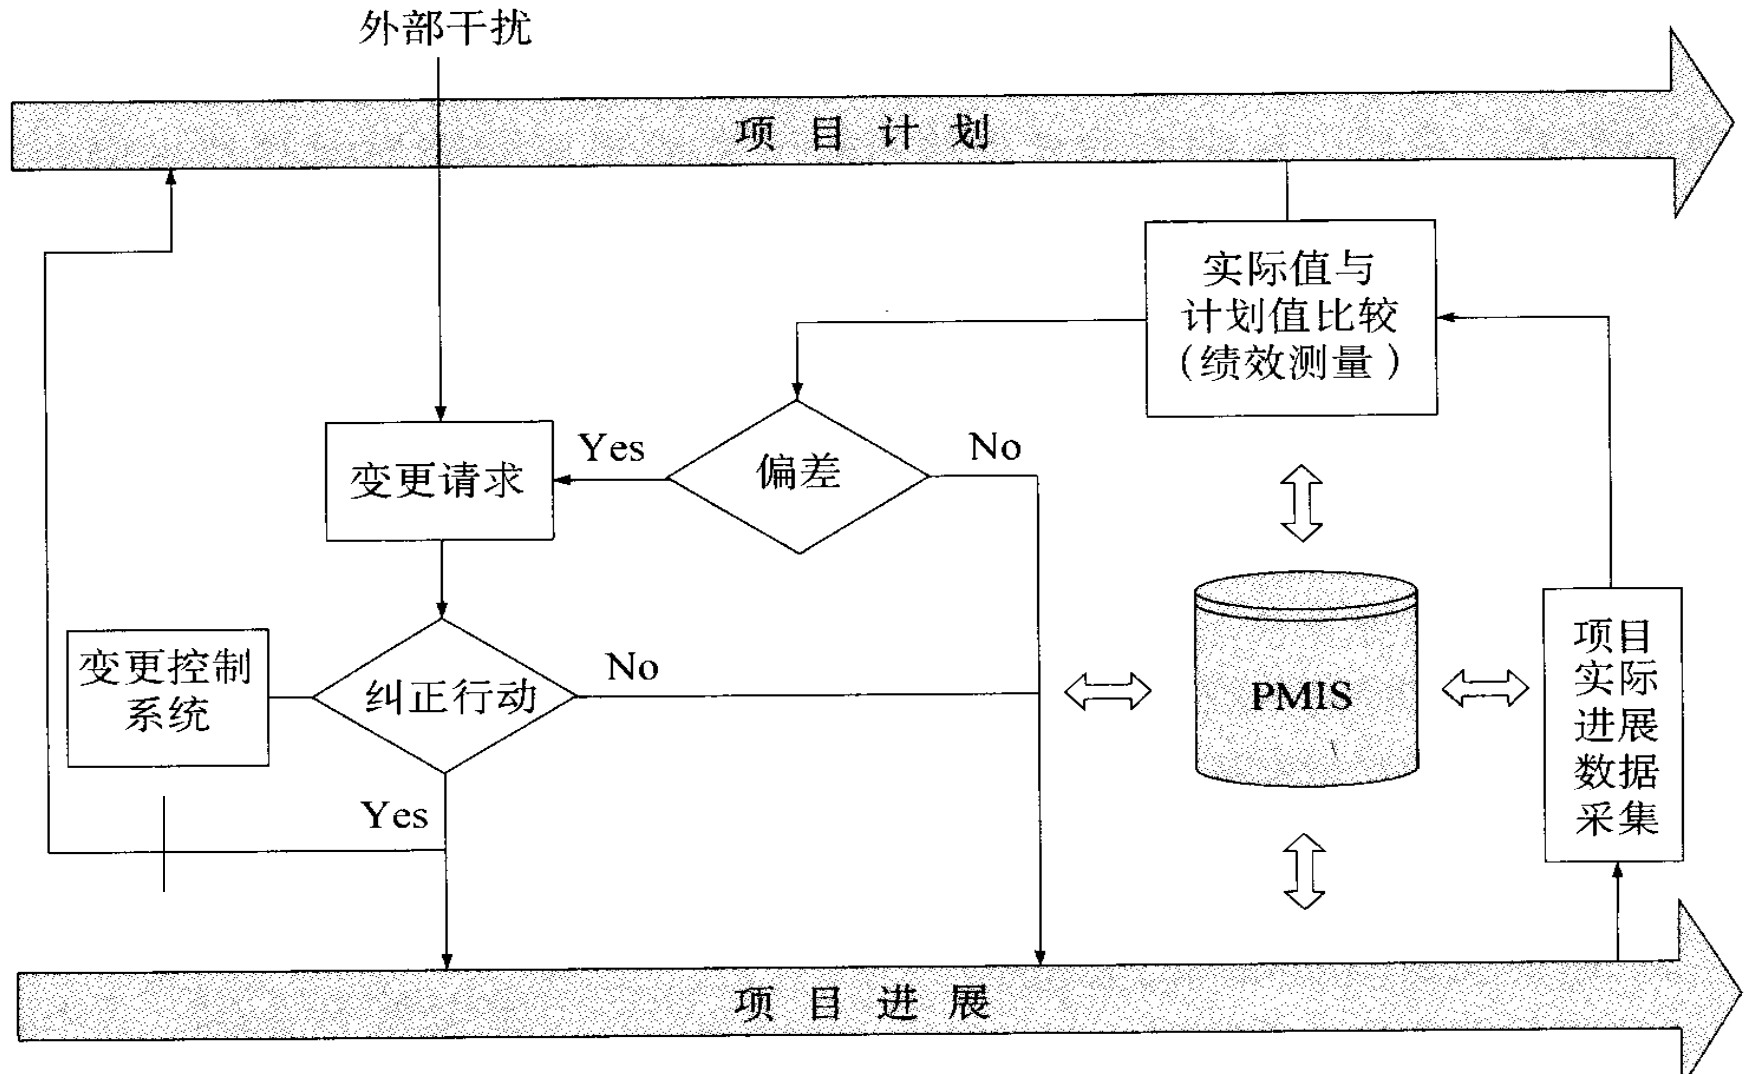 外部干扰
项目计划
实际值与
计划值比较
（绩效测量）
Yes
偏差
No
变更请求
变更控制
系统
纠正行动
No
Yes
PMIS
项目
实际
进展
数据
采集
项目进展